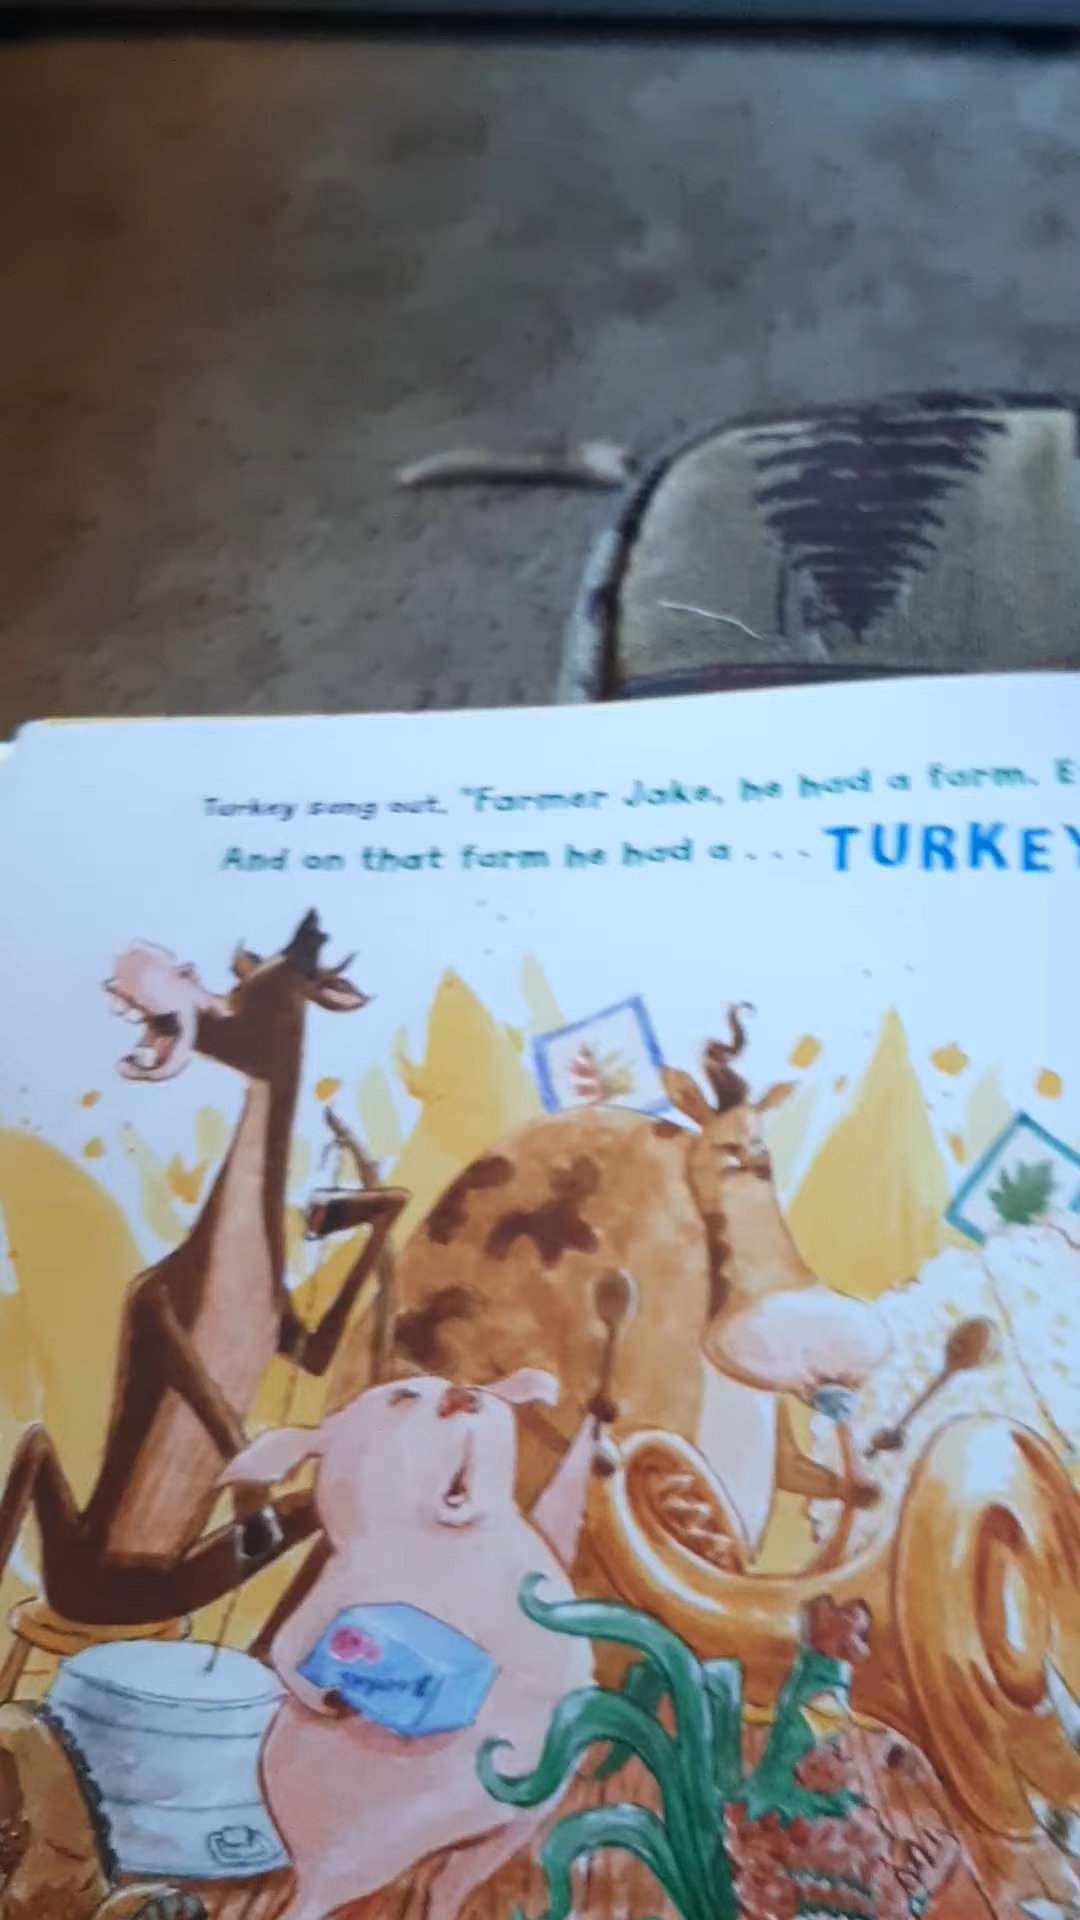 Turkey sang out, "Farmer Jake, he had a farm. E
And on that farm he had a . . . TURKEY